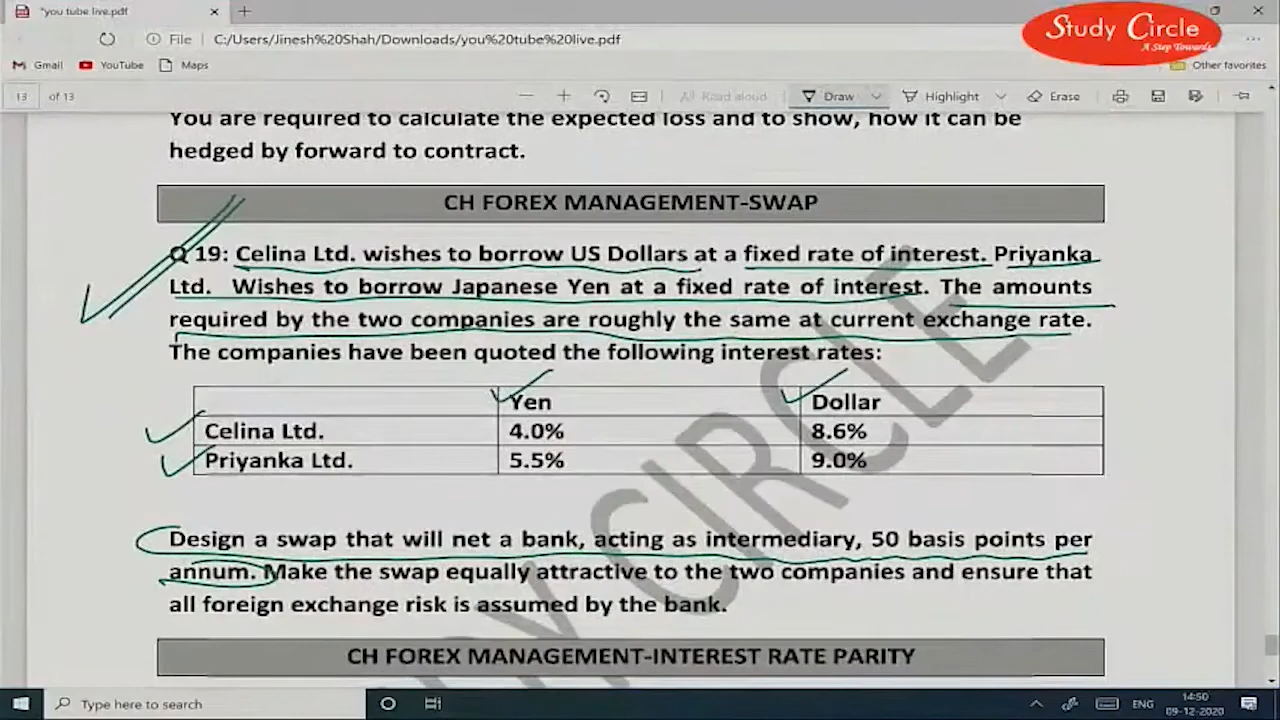 "you tube live.pdf
Study Circle
A Step Towards
File C:/Users/Jinesh%20Shah/Downloads/you%20tube%20live.pdf
Gmail YouTube Maps Other favorites
13 of 13 Read aloud Draw Highlight Erase
You are required to calculate the expected loss and to show, how it can be
hedged by forward to contract.
CH FOREX MANAGEMENT-SWAP
Q 19: Celina Ltd. wishes to borrow US Dollars at a fixed rate of interest. Priyanka
Ltd. Wishes to borrow Japanese Yen at a fixed rate of interest. The amounts
required by the two companies are roughly the same at current exchange rate.
The companies have been quoted the following interest rates:
Yen Dollar
Celina Ltd. 4.0% 8.6%
Priyanka Ltd. 5.5% 9.0%
Design a swap that will net a bank, acting as intermediary, 50 basis points per
annum. Make the swap equally attractive to the two companies and ensure that
all foreign exchange risk is assumed by the bank.
CH FOREX MANAGEMENT-INTEREST RATE PARITY
Type here to search
ENG
14:50
09-12-2020